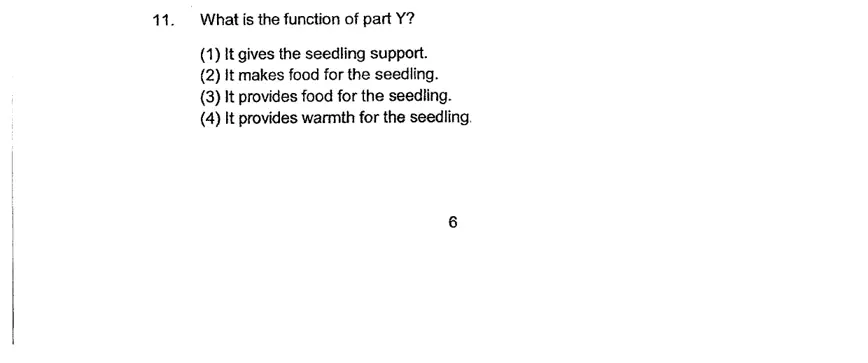 11. What is the function of part Y?
(1) It gives the seedling support.
(2) It makes food for the seedling.
(3) It provides food for the seedling.
(4) It provides warmth for the seedling.
6